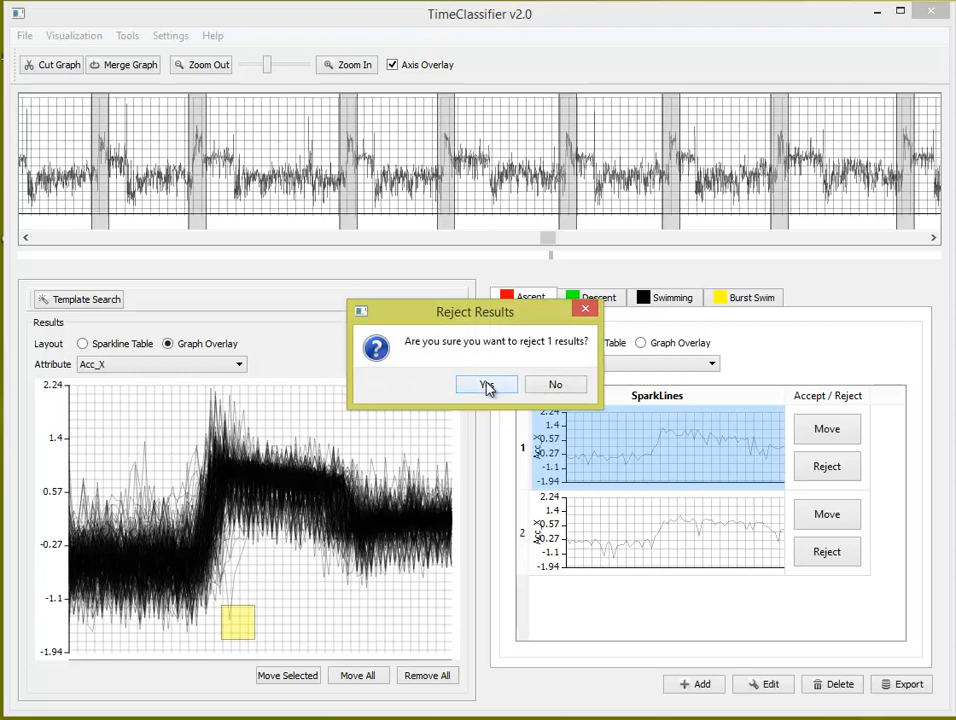 TimeClassifier v2.0
File Visualization Tools Settings Help
Cut Graph Merge Graph Zoom Out Zoom In Axis Overlay
Template Search
Results
Layout Sparkline Table Graph Overlay
Attribute Acc_X
2.24
1.4
0.57
-0.27
-1.1
-1.94
Move Selected Move All Remove All
Reject Results
Are you sure you want to reject 1 results?
No
Ascent Descent Swimming Burst Swim
Table Graph Overlay
SparkLines Accept / Reject
1
Acc_X
2.24
1.4
0.57
-0.27
-1.1
-1.94
Move
Reject
2
Acc_X
2.24
1.4
0.57
-0.27
-1.1
-1.94
Move
Reject
Add Edit Delete Export